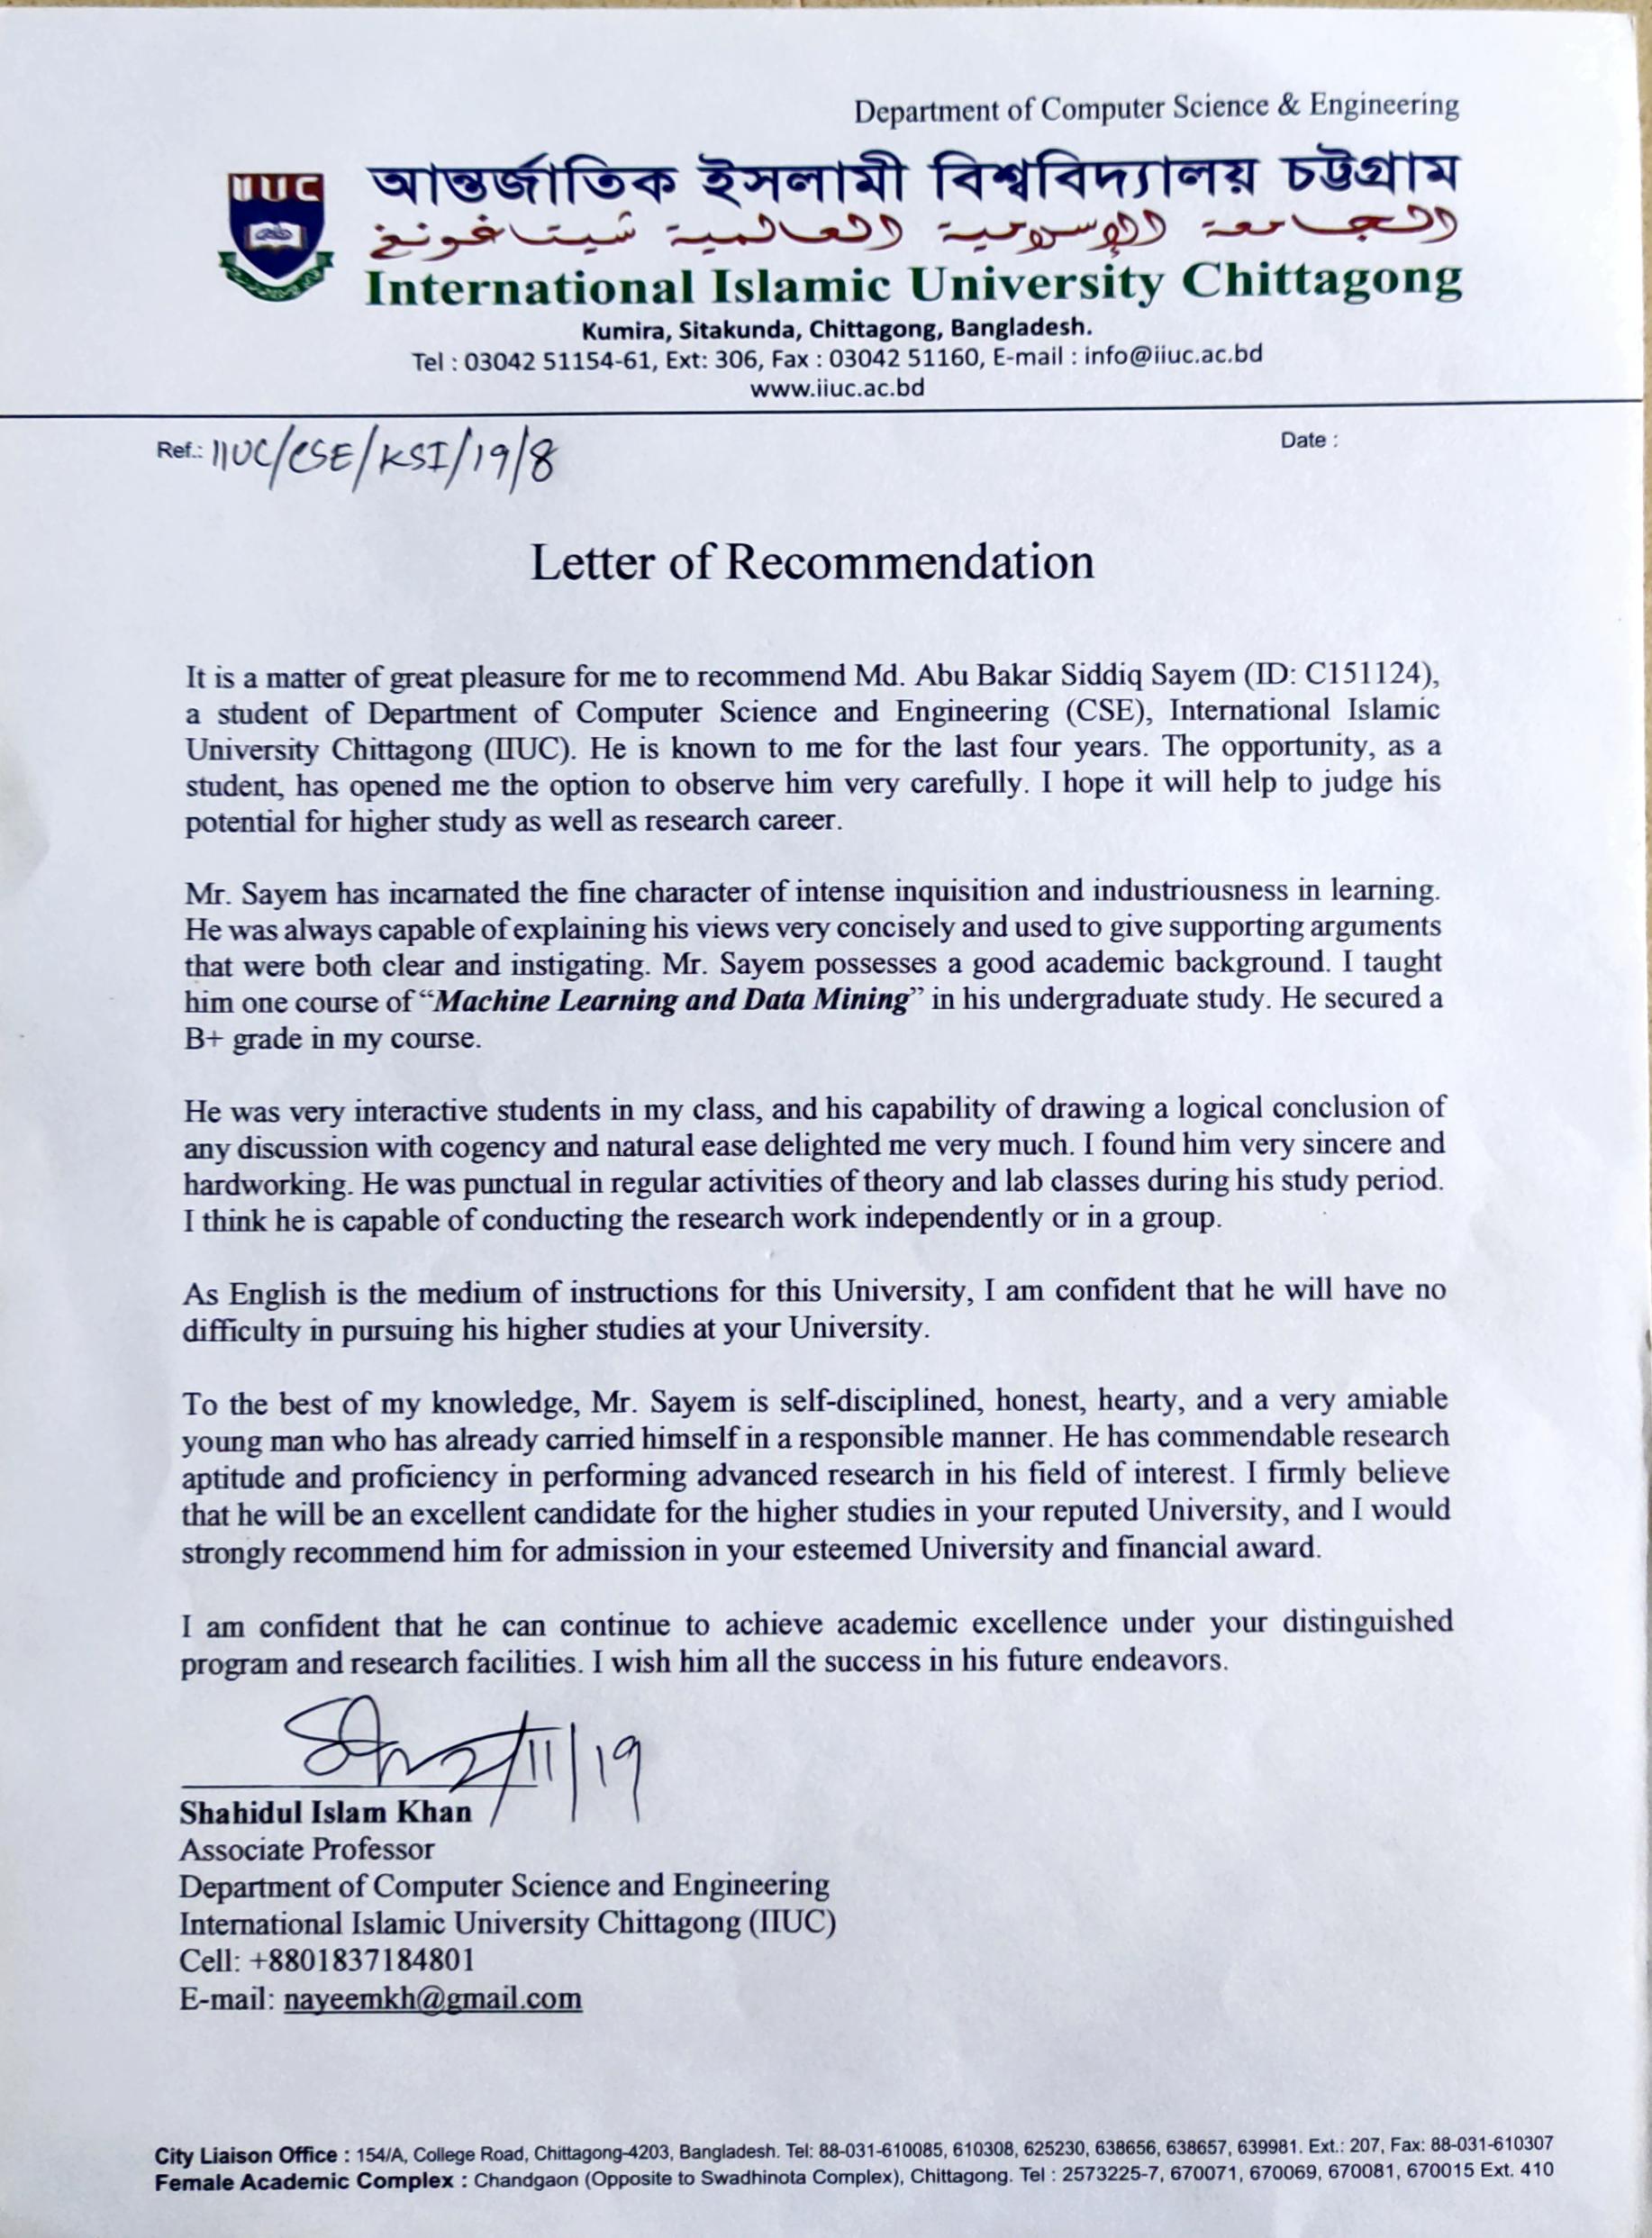 Department of Computer Science & Engineering
IIUC
আন্তর্জাতিক ইসলামী বিশ্ববিদ্যালয় চট্টগ্রাম
الجامعة الإسلامية العالمية شيتاغونغ
International Islamic University Chittagong
Kumira, Sitakunda, Chittagong, Bangladesh.
Tel : 03042 51154-61, Ext: 306, Fax : 03042 51160, E-mail : info@iiuc.ac.bd
www.iiuc.ac.bd
Ref.: IIUC/CSE/KSI/19/8
Date :
Letter of Recommendation
It is a matter of great pleasure for me to recommend Md. Abu Bakar Siddiq Sayem (ID: C151124),
a student of Department of Computer Science and Engineering (CSE), International Islamic
University Chittagong (IIUC). He is known to me for the last four years. The opportunity, as a
student, has opened me the option to observe him very carefully. I hope it will help to judge his
potential for higher study as well as research career.
Mr. Sayem has incarnated the fine character of intense inquisition and industriousness in learning.
He was always capable of explaining his views very concisely and used to give supporting arguments
that were both clear and instigating. Mr. Sayem possesses a good academic background. I taught
him one course of “Machine Learning and Data Mining” in his undergraduate study. He secured a
B+ grade in my course.
He was very interactive students in my class, and his capability of drawing a logical conclusion of
any discussion with cogency and natural ease delighted me very much. I found him very sincere and
hardworking. He was punctual in regular activities of theory and lab classes during his study period.
I think he is capable of conducting the research work independently or in a group.
As English is the medium of instructions for this University, I am confident that he will have no
difficulty in pursuing his higher studies at your University.
To the best of my knowledge, Mr. Sayem is self-disciplined, honest, hearty, and a very amiable
young man who has already carried himself in a responsible manner. He has commendable research
aptitude and proficiency in performing advanced research in his field of interest. I firmly believe
that he will be an excellent candidate for the higher studies in your reputed University, and I would
strongly recommend him for admission in your esteemed University and financial award.
I am confident that he can continue to achieve academic excellence under your distinguished
program and research facilities. I wish him all the success in his future endeavors.
/11/19
Shahidul Islam Khan
Associate Professor
Department of Computer Science and Engineering
International Islamic University Chittagong (IIUC)
Cell: +8801837184801
E-mail: nayeemkh@gmail.com
City Liaison Office : 154/A, College Road, Chittagong-4203, Bangladesh. Tel: 88-031-610085, 610308, 625230, 638656, 638657, 639981. Ext.: 207, Fax: 88-031-610307
Female Academic Complex : Chandgaon (Opposite to Swadhinota Complex), Chittagong. Tel : 2573225-7, 670071, 670069, 670081, 670015 Ext. 410